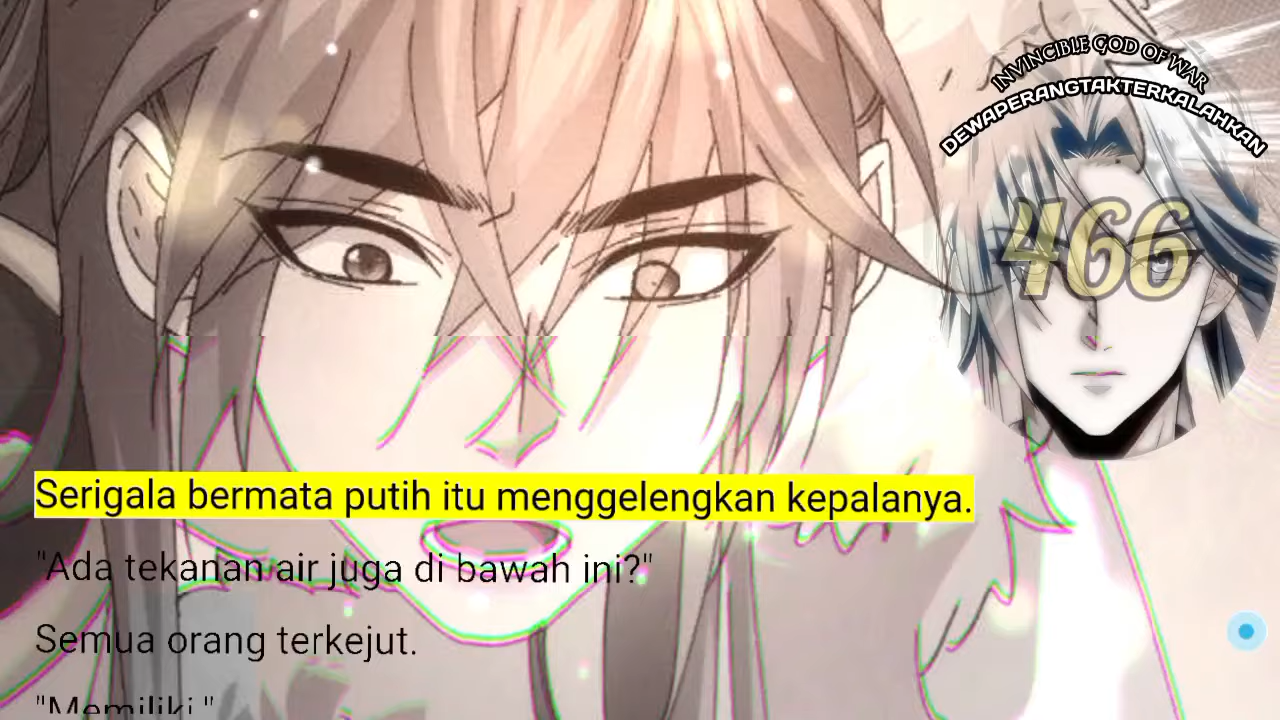 INVINCIBLE GOD OF WAR
DEWAPERANGTAKTERKALAHKAN
466
Serigala bermata putih itu menggelengkan kepalanya.
"Ada tekanan air juga di bawah ini?"
Semua orang terkejut.
"Memiliki."